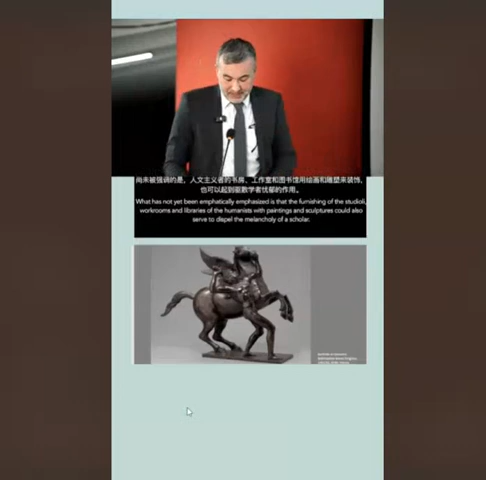 尚未被强调的是，人文主义者的书房、工作室和图书馆用绘画和雕塑来装饰，
也可以起到驱散学者忧郁的作用。
What has not yet been emphatically emphasized is that the furnishing of the studioli,
workrooms and libraries of the humanists with paintings and sculptures could also
serve to dispel the melancholy of a scholar.